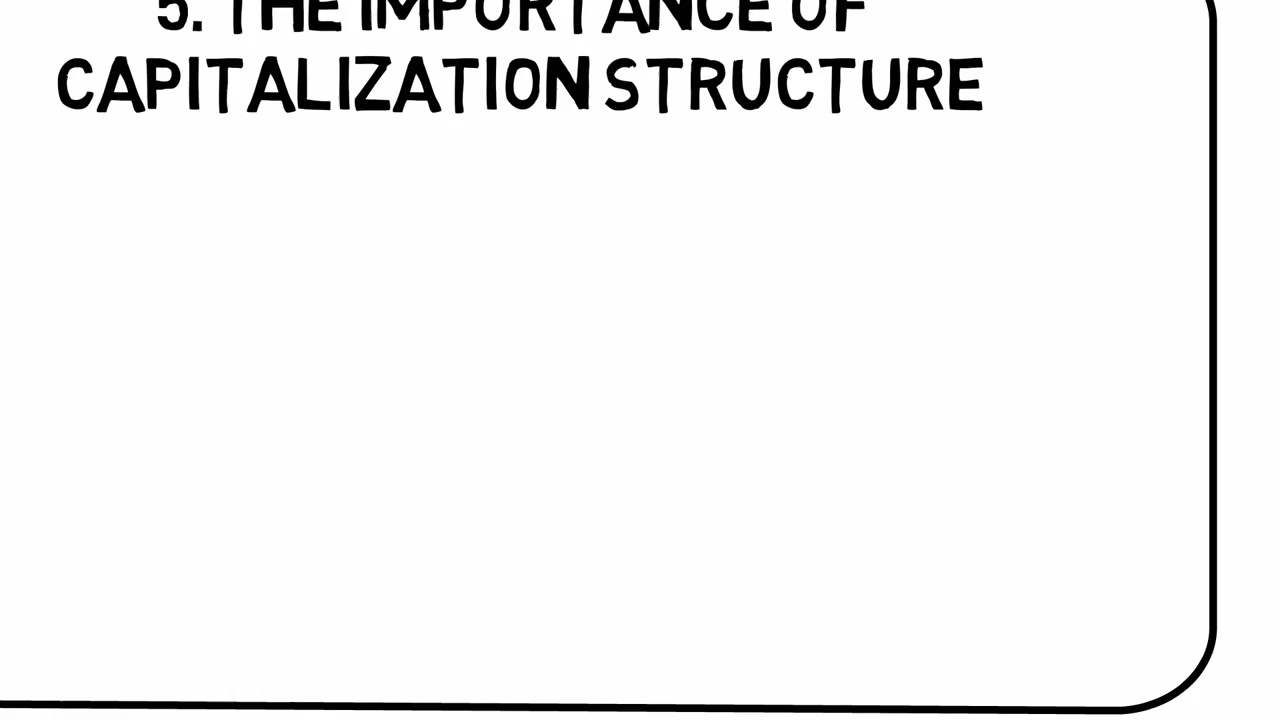 5. THE IMPORTANCE OF
CAPITALIZATION STRUCTURE